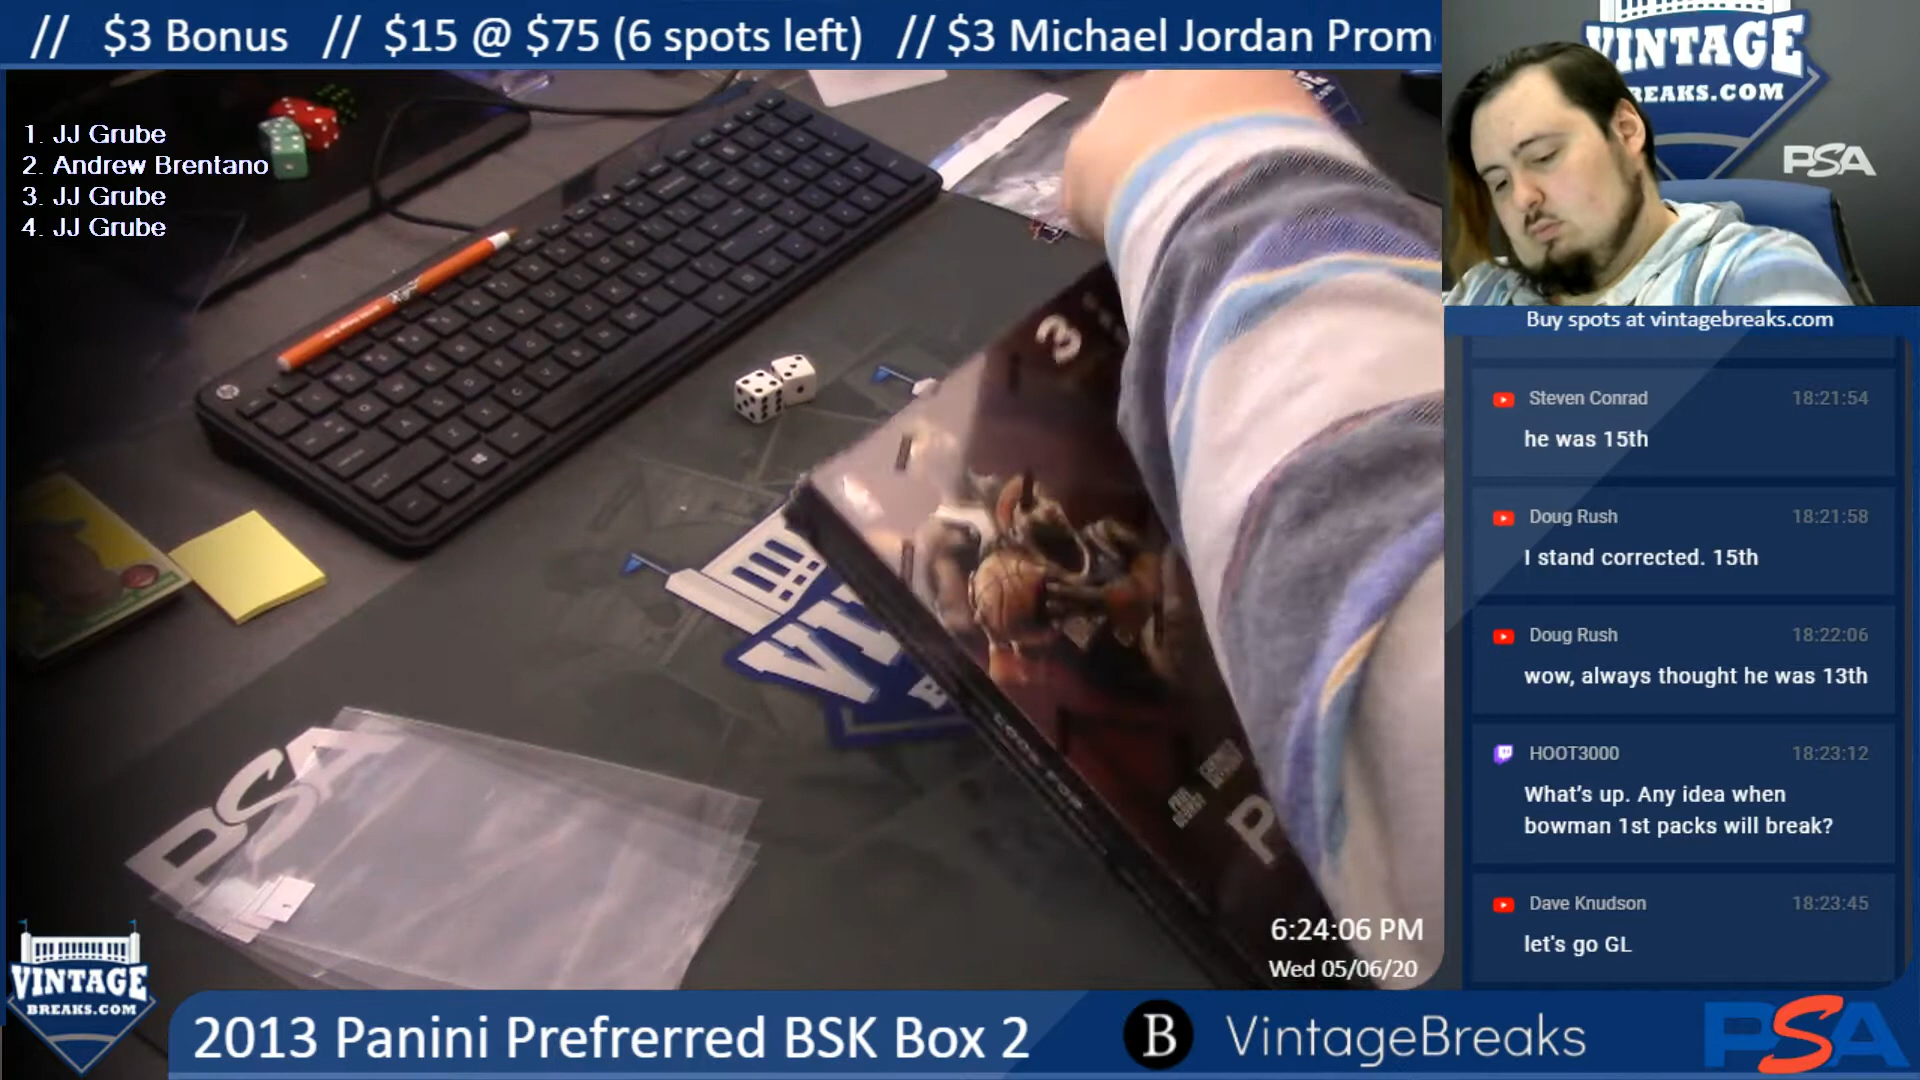 // $3 Bonus // $15 @ $75 (6 spots left) // $3 Michael Jordan Prom
VINTAGE
REAKS.COM
PSA
1. JJ Grube
2. Andrew Brentano
3. JJ Grube
4. JJ Grube
Buy spots at vintagebreaks.com
Steven Conrad 18:21:54
he was 15th
Doug Rush 18:21:58
I stand corrected. 15th
Doug Rush 18:22:06
wow, always thought he was 13th
HOOT3000 18:23:12
What's up. Any idea when
bowman 1st packs will break?
Dave Knudson 18:23:45
let's go GL
3
PSA
6:24:06 PM
Wed 05/06/20
VINTAGE
BREAKS.COM
2013 Panini Prefrerred BSK Box 2
B VintageBreaks
PSA